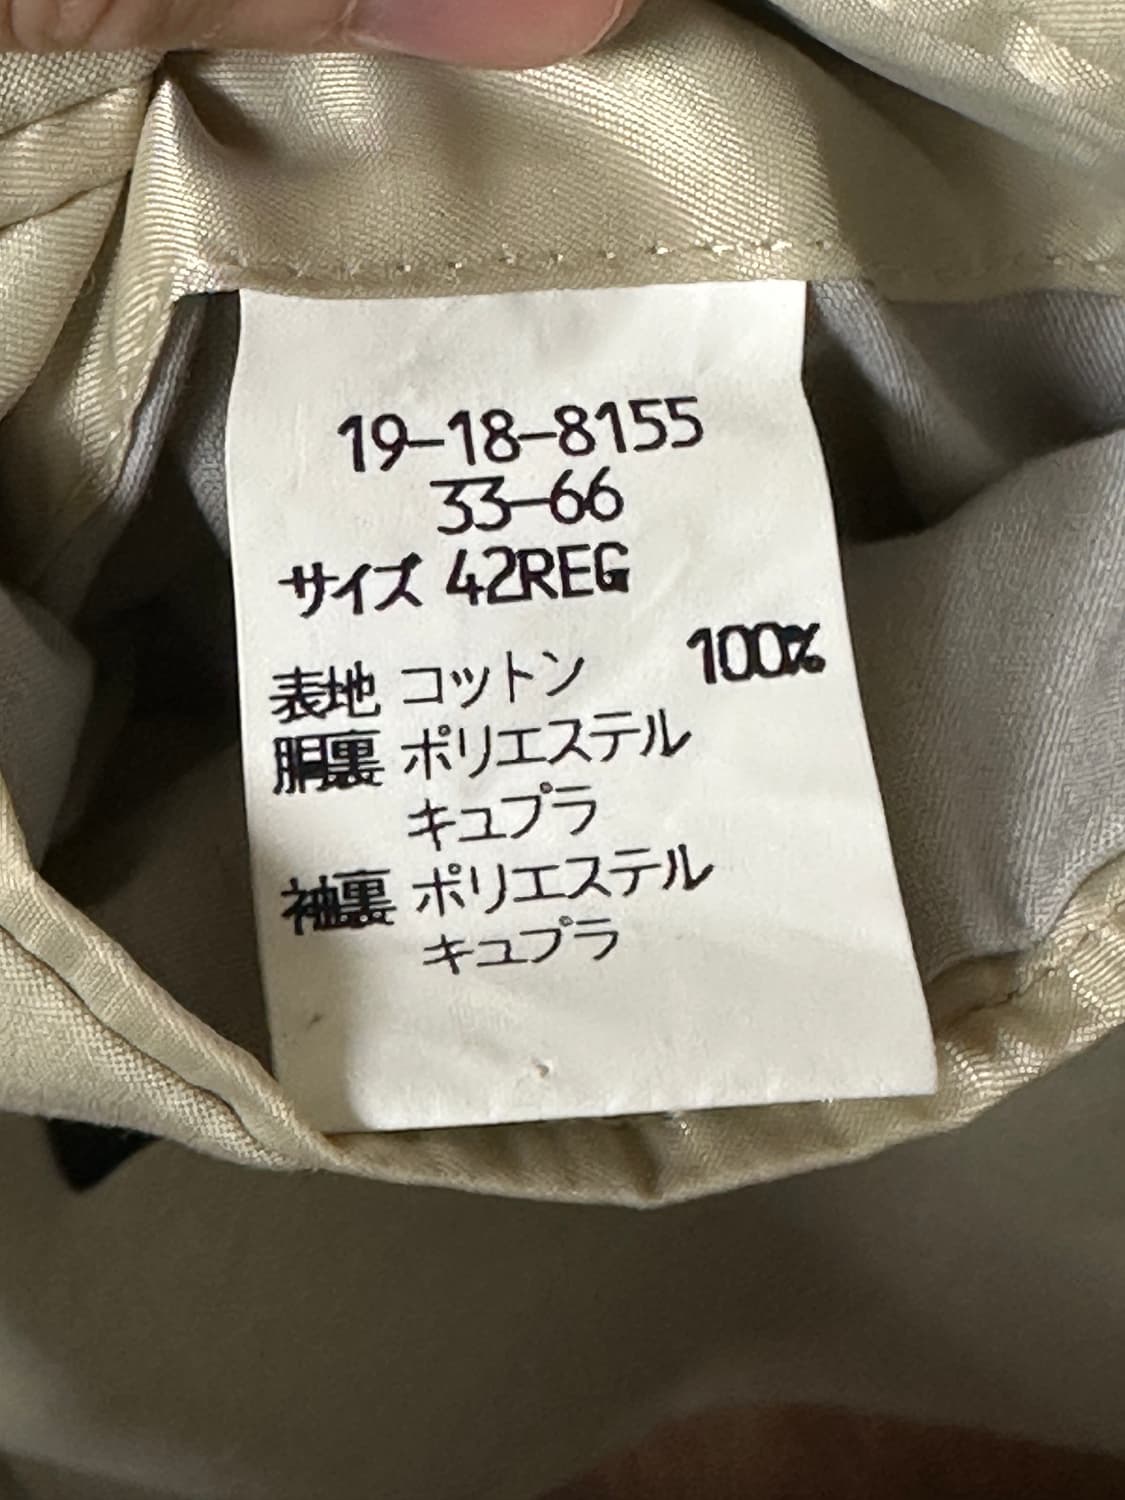 19-18-8155
33-66
サイズ 42REG
表地 コットン 100%
胴裏 ポリエステル
キュプラ
袖裏 ポリエステル
キュプラ